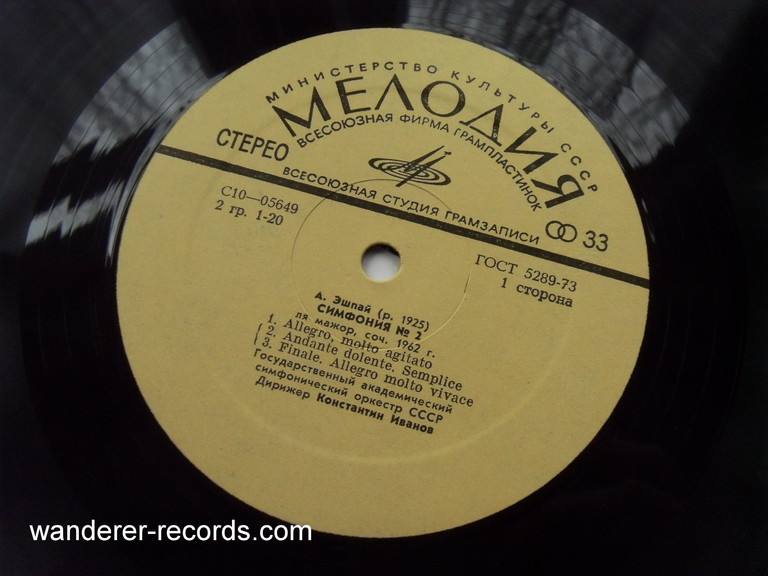 МИНИСТЕРСТВО КУЛЬТУРЫ СССР
МЕЛОДИЯ
ВСЕСОЮЗНАЯ ФИРМА ГРАМПЛАСТИНОК
СТЕРЕО
ВСЕСОЮЗНАЯ СТУДИЯ ГРАМЗАПИСИ
33
С10—05649
2 гр. 1-20
ГОСТ 5289-73
1 сторона
А. Эшпай (р. 1925)
СИМФОНИЯ № 2
ля мажор, соч. 1962 г.
1. Allegro, molto agitato
2. Andante dolente. Semplice
3. Finale. Allegro molto vivace
Государственный академический
симфонический оркестр СССР
Дирижер Константин Иванов
wanderer-records.com